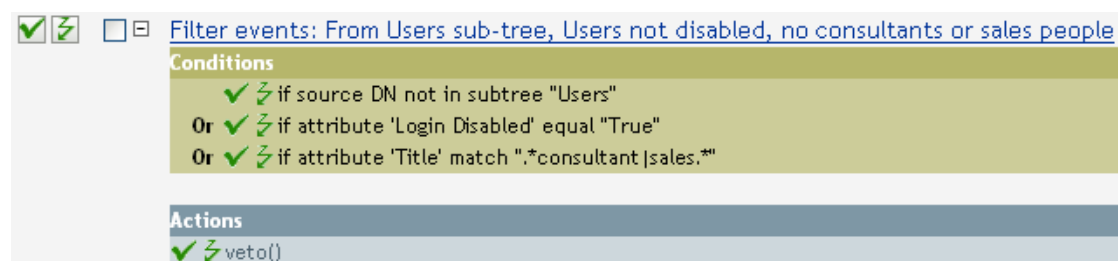 Filter events: From Users sub-tree, Users not disabled, no consultants or sales people
Conditions
if source DN not in subtree "Users"
Or if attribute 'Login Disabled' equal "True"
Or if attribute 'Title' match ".*consultant|sales.*"
Actions
veto()